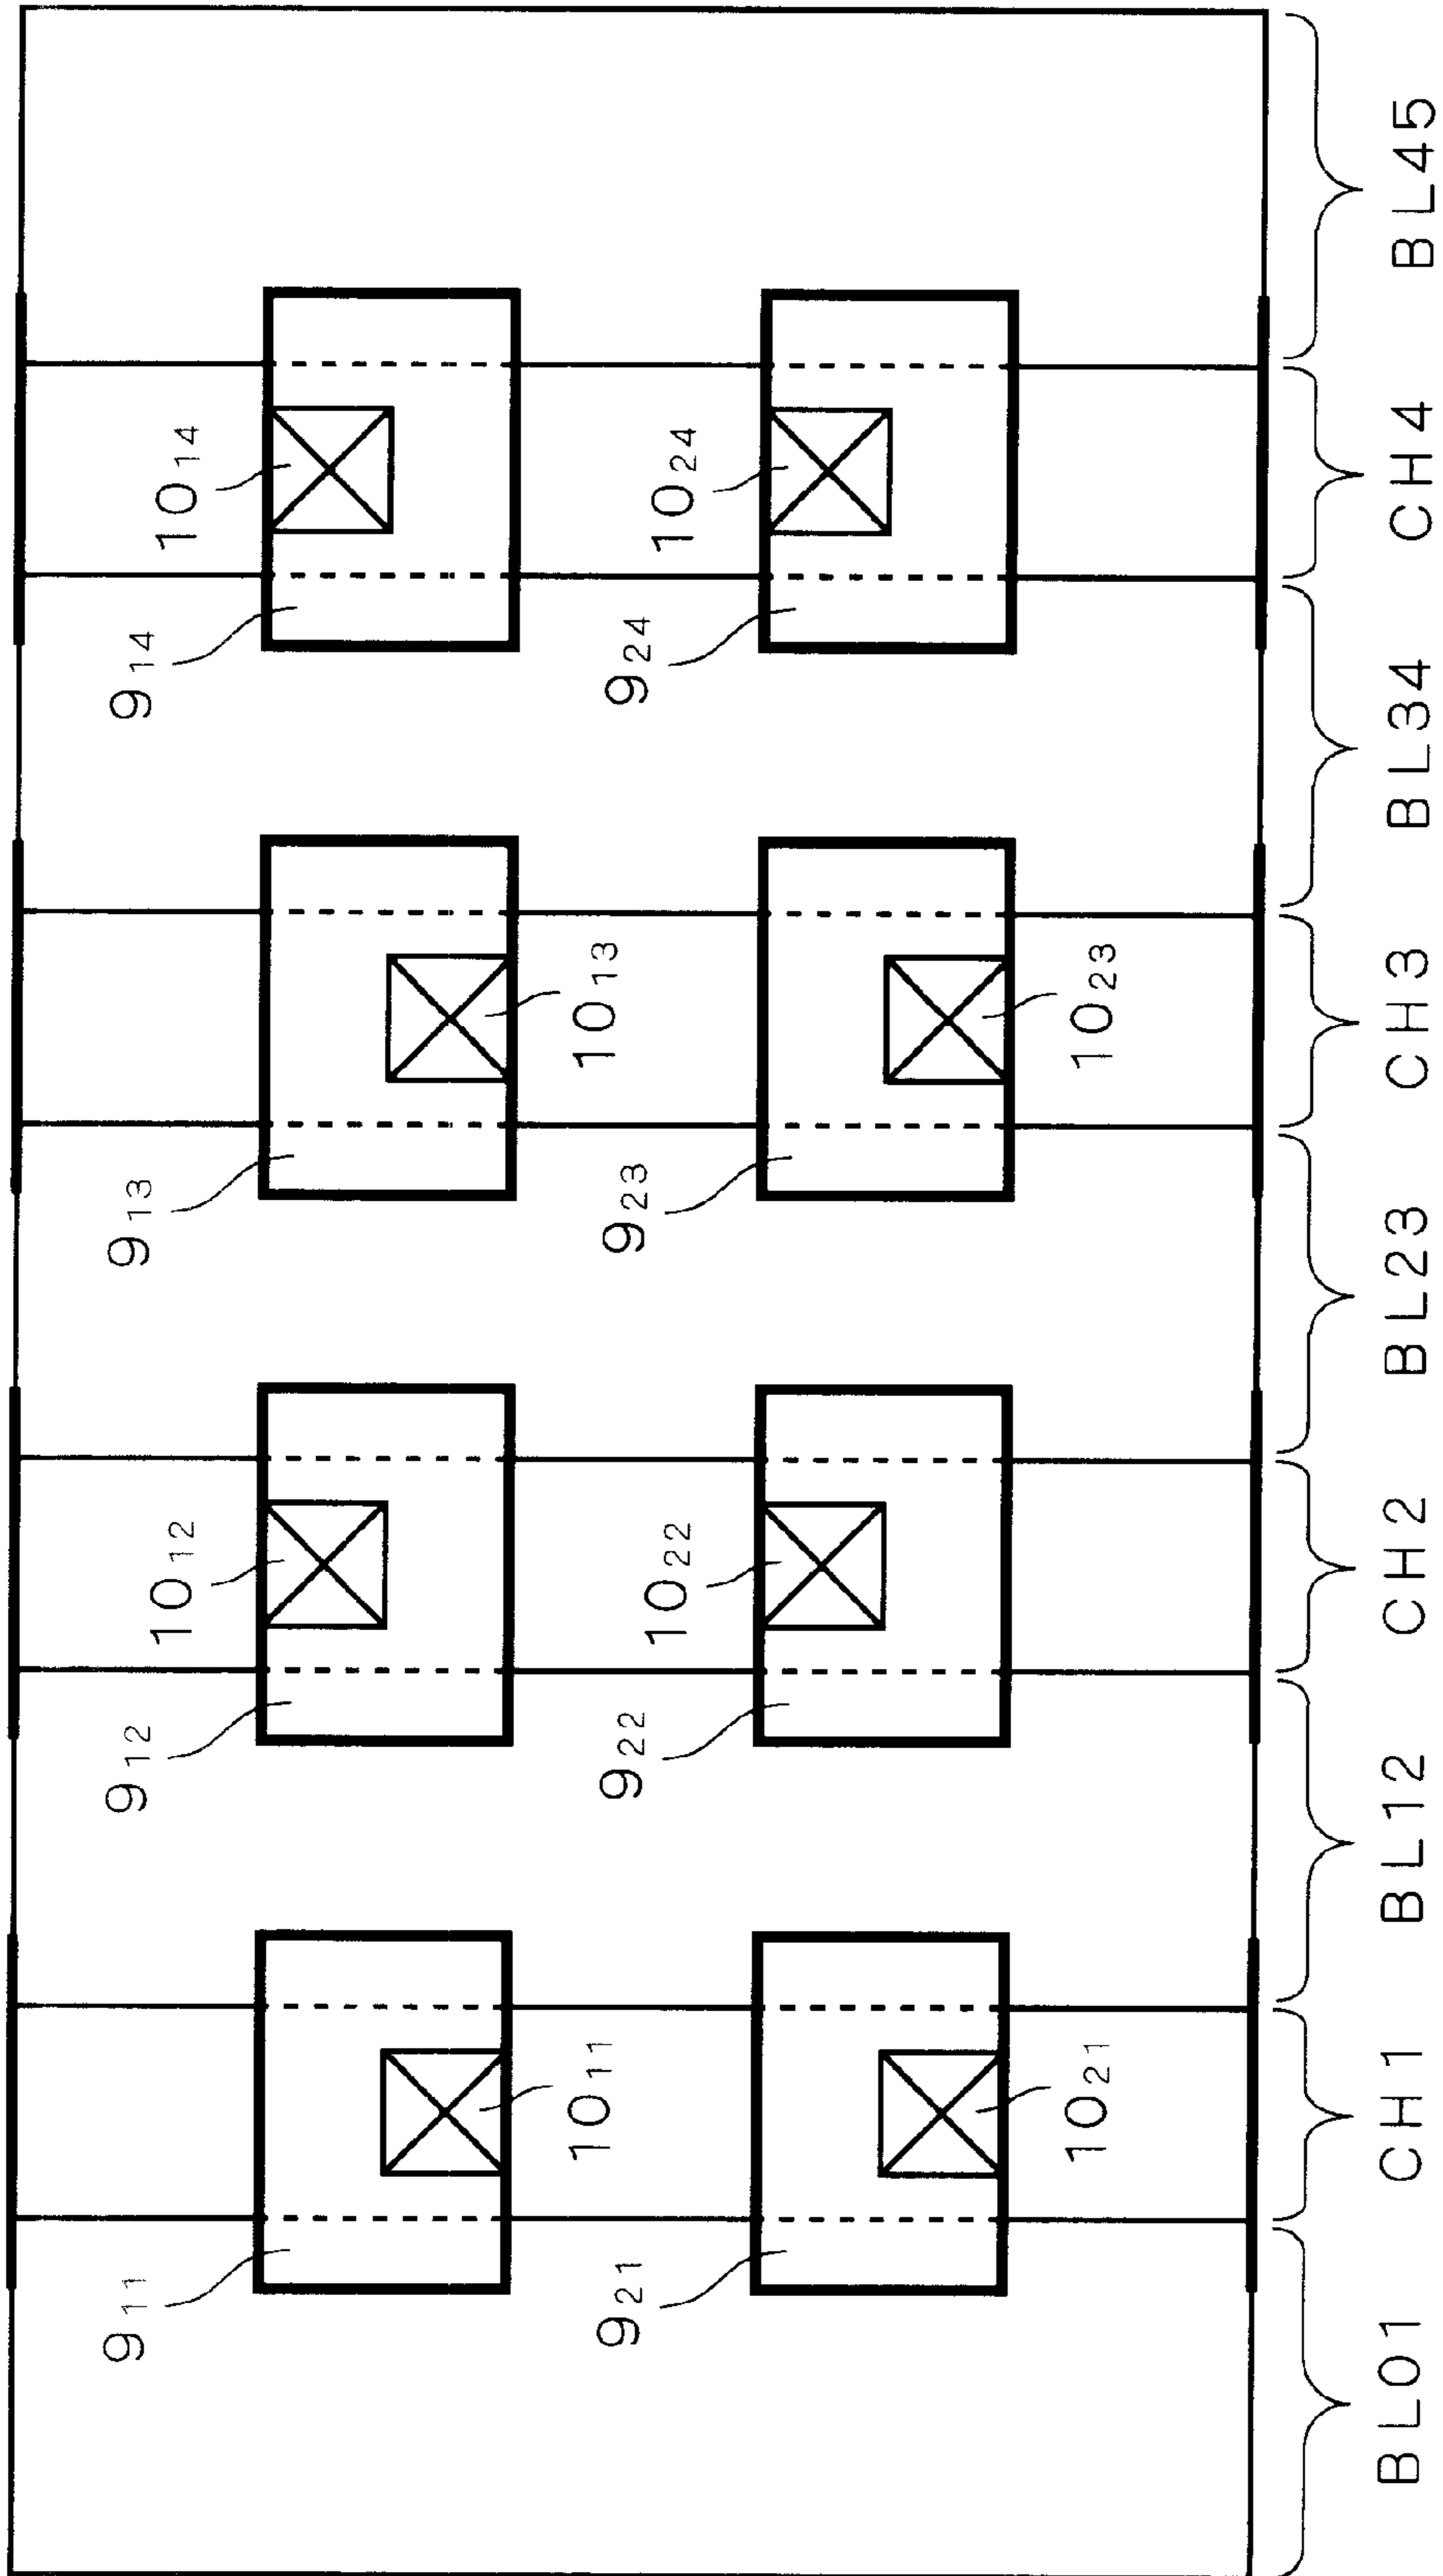 9₁₁
9₁₂
9₁₃
9₁₄
10₁₂
10₁₄
10₁₁
10₁₃
9₂₁
9₂₂
9₂₃
9₂₄
10₂₂
10₂₄
10₂₁
10₂₃
BL01
CH1
BL12
CH2
BL23
CH3
BL34
CH4
BL45